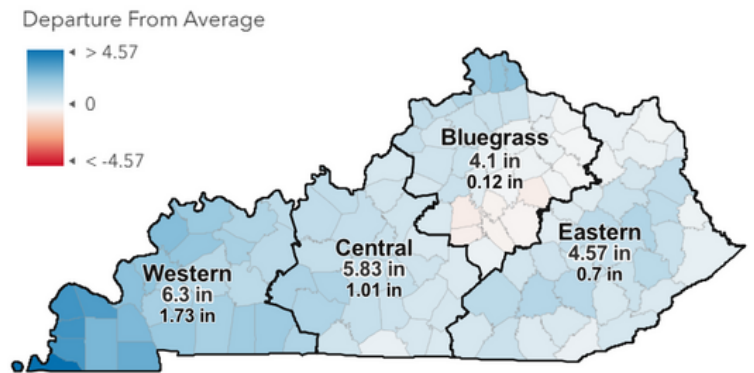 Departure From Average
> 4.57
0
< -4.57
Bluegrass
4.1 in
0.12 in
Eastern
4.57 in
0.7 in
Central
5.83 in
1.01 in
Western
6.3 in
1.73 in